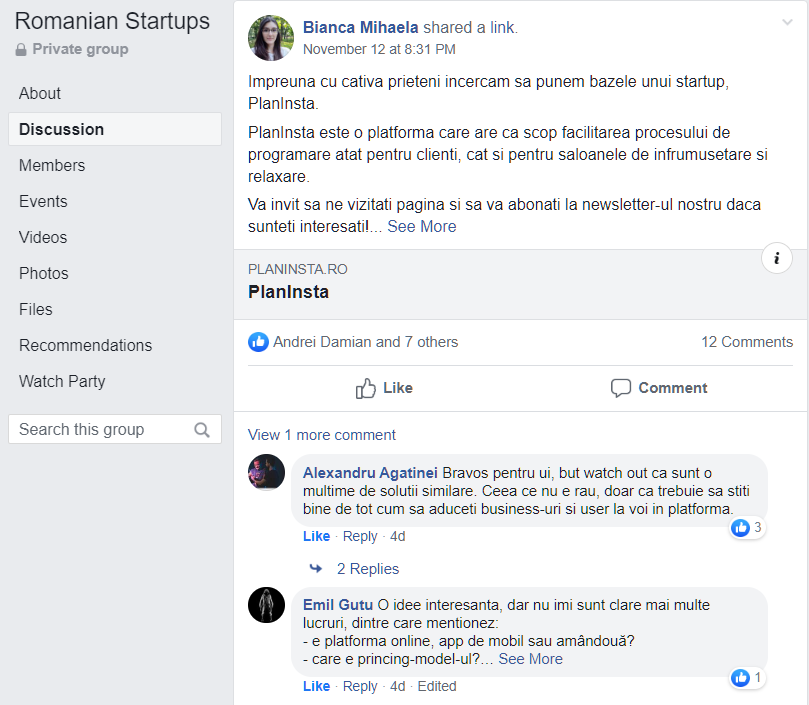 Romanian Startups
Private group
About
Discussion
Members
Events
Videos
Photos
Files
Recommendations
Watch Party
Search this group
Bianca Mihaela shared a link.
November 12 at 8:31 PM
Impreuna cu cativa prieteni incercam sa punem bazele unui startup,
PlanInsta.
PlanInsta este o platforma care are ca scop facilitarea procesului de
programare atat pentru clienti, cat si pentru saloanele de infrumusetare si
relaxare.
Va invit sa ne vizitati pagina si sa va abonati la newsletter-ul nostru daca
sunteti interesati!... See More
PLANINSTA.RO
PlanInsta
i
Andrei Damian and 7 others
12 Comments
Like
Comment
View 1 more comment
Alexandru Agatinei Bravos pentru ui, but watch out ca sunt o
multime de solutii similare. Ceea ce nu e rau, doar ca trebuie sa stiti
bine de tot cum sa aduceti business-uri si user la voi in platforma.
3
Like · Reply · 4d
2 Replies
Emil Gutu O idee interesanta, dar nu imi sunt clare mai multe
lucruri, dintre care mentionez:
- e platforma online, app de mobil sau amândouă?
- care e princing-model-ul?... See More
1
Like · Reply · 4d · Edited